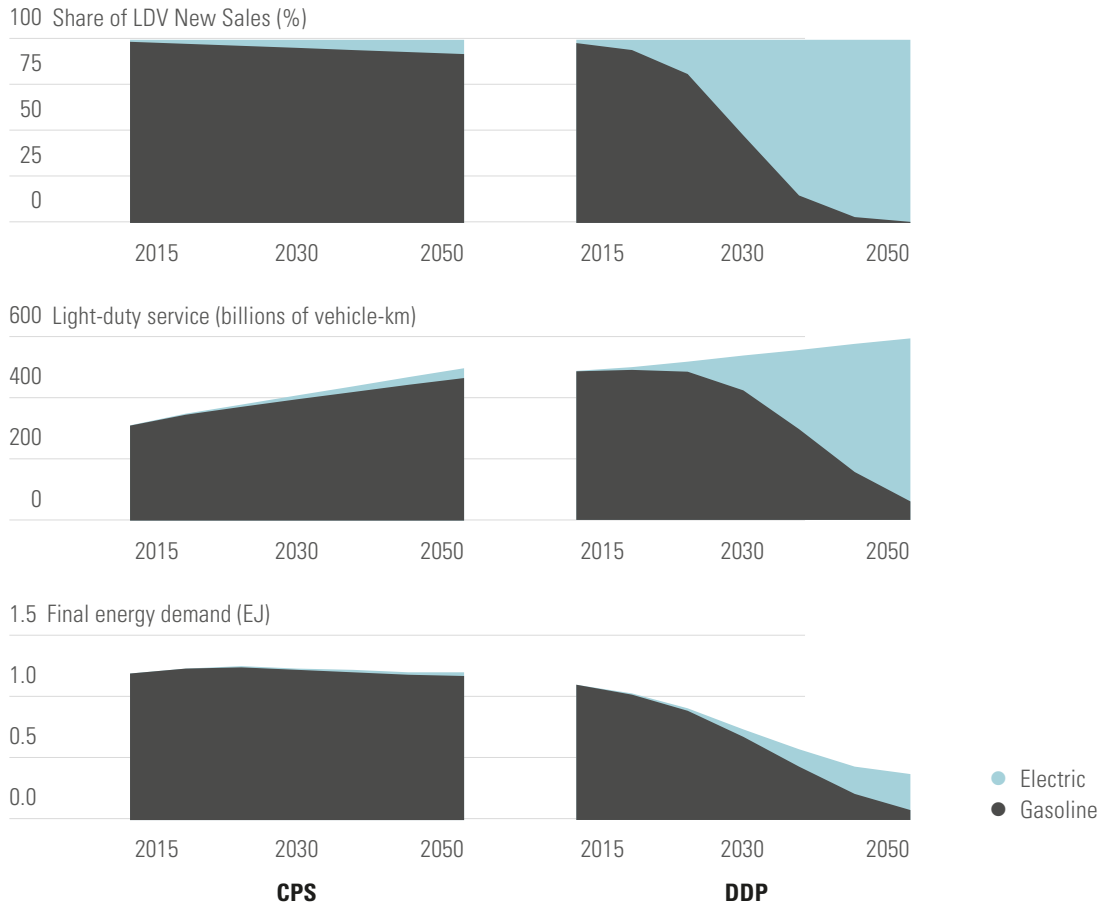 100 Share of LDV New Sales (%)
75
50
25
0
2015 2030 2050 2015 2030 2050
600 Light-duty service (billions of vehicle-km)
400
200
0
2015 2030 2050 2015 2030 2050
1.5 Final energy demand (EJ)
1.0
0.5
0.0
Electric
Gasoline
2015 2030 2050 2015 2030 2050
CPS DDP